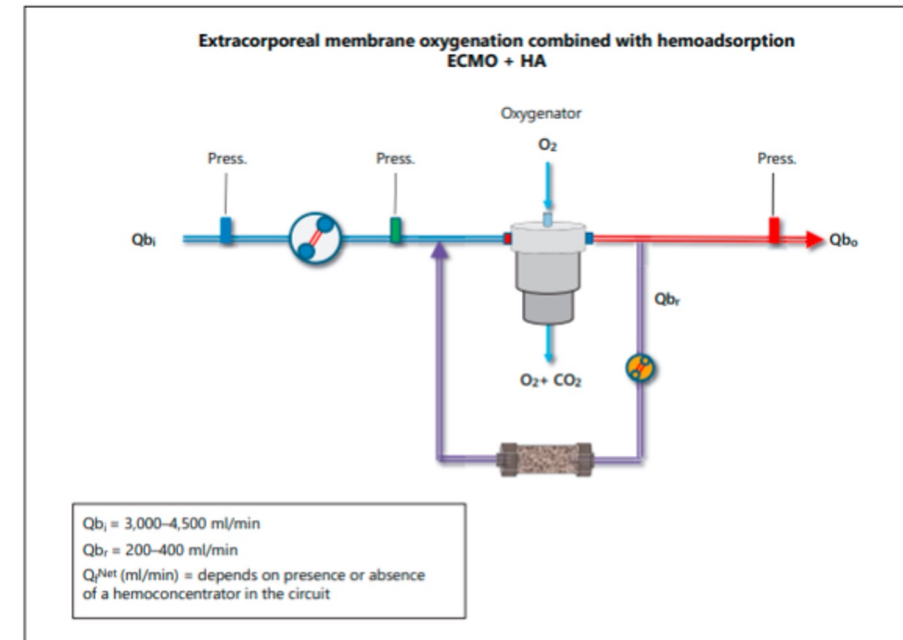 Extracorporeal membrane oxygenation combined with hemoadsorption
ECMO + HA
Oxygenator
O₂
Press.
Press.
Press.
Qbᵢ
Qbₒ
Qbᵣ
O₂+ CO₂
Qbᵢ = 3,000–4,500 ml/min
Qbᵣ = 200–400 ml/min
QᵢNet (ml/min) = depends on presence or absence
of a hemoconcentrator in the circuit